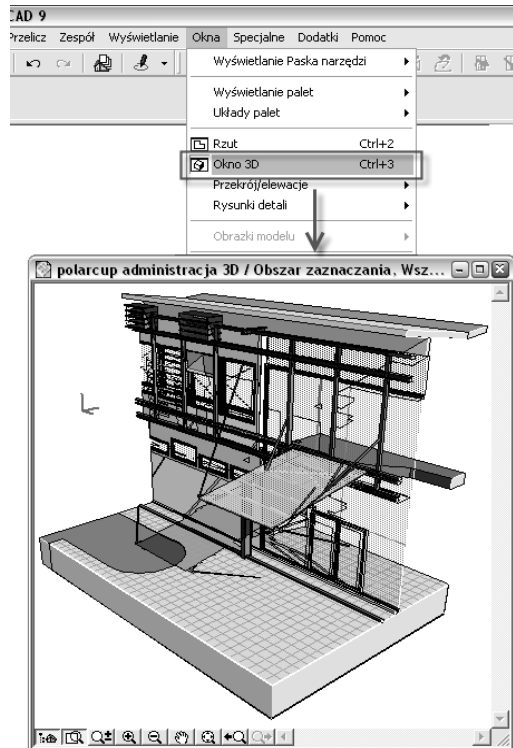 CAD 9
Przelicz Zespół Wyświetlanie Okna Specjalne Dodatki Pomoc
Wyświetlanie Paska narzędzi
Wyświetlanie palet
Układy palet
Rzut Ctrl+2
Okno 3D Ctrl+3
Przekrój/elewacje
Rysunki detali
Obrazki modelu
polarcup administracja 3D / Obszar zaznaczania, Wsz...